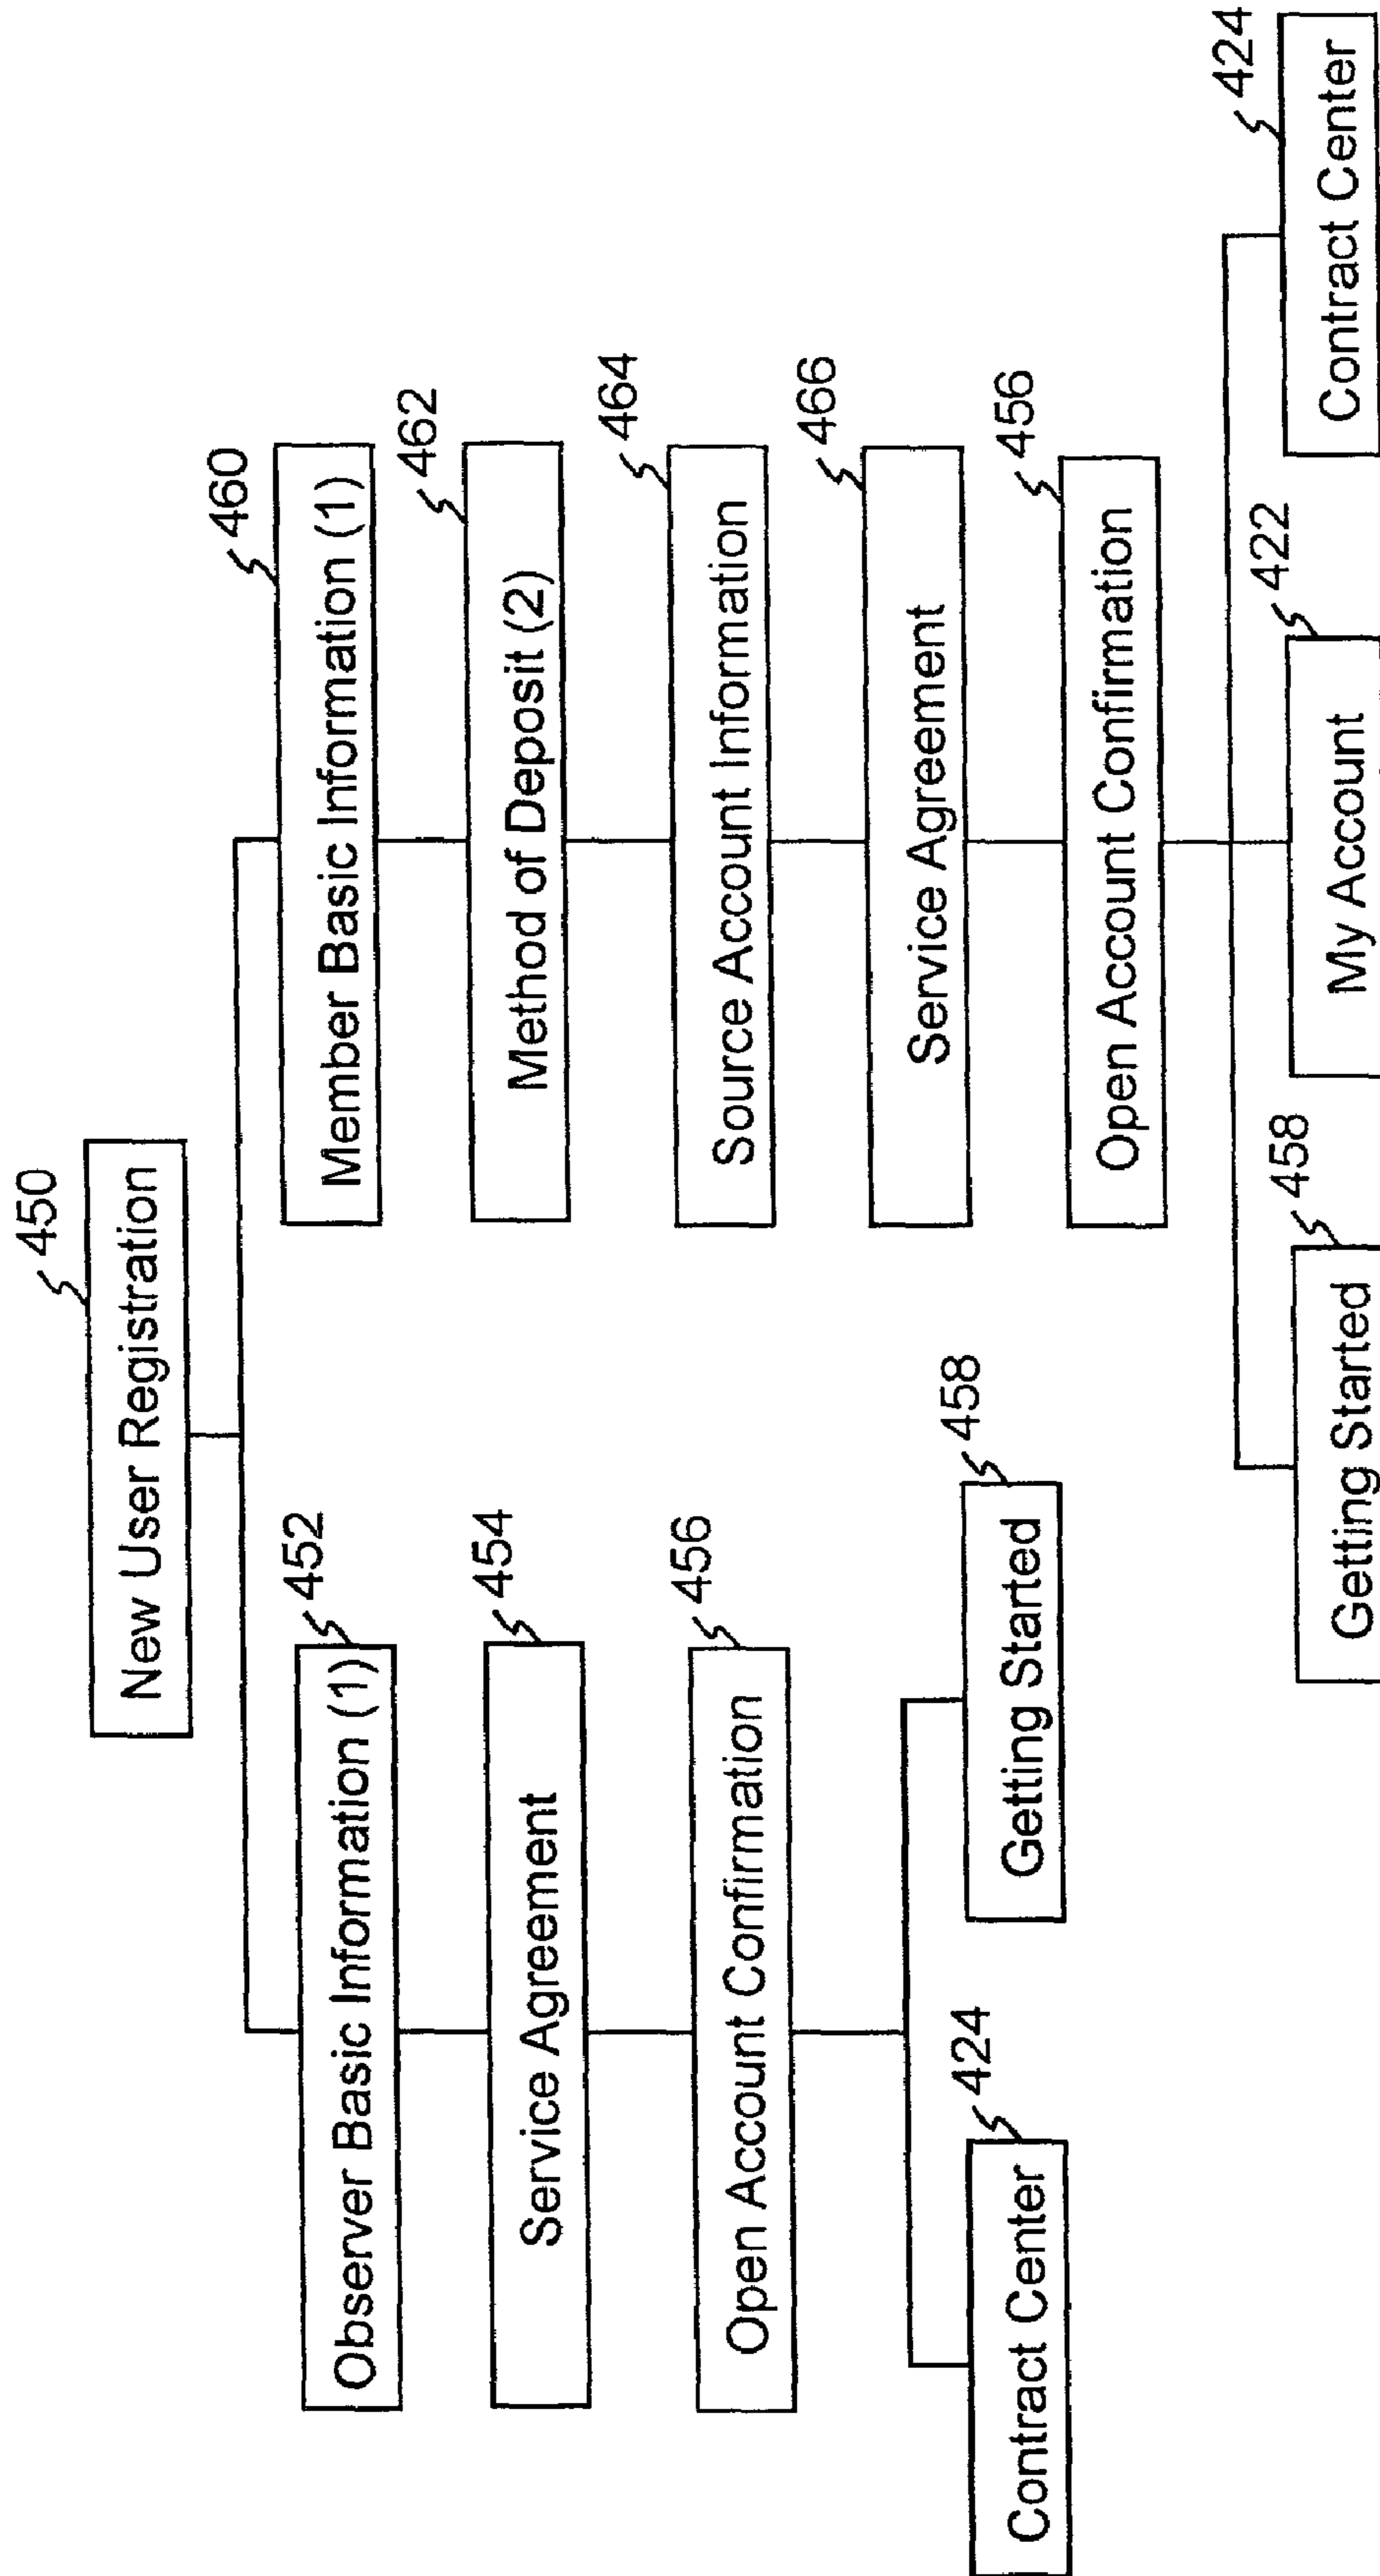 450
New User Registration
452
Observer Basic Information (1)
454
Service Agreement
456
Open Account Confirmation
424
Contract Center
458
Getting Started
460
Member Basic Information (1)
462
Method of Deposit (2)
464
Source Account Information
466
Service Agreement
456
Open Account Confirmation
458
Getting Started
422
My Account
424
Contract Center